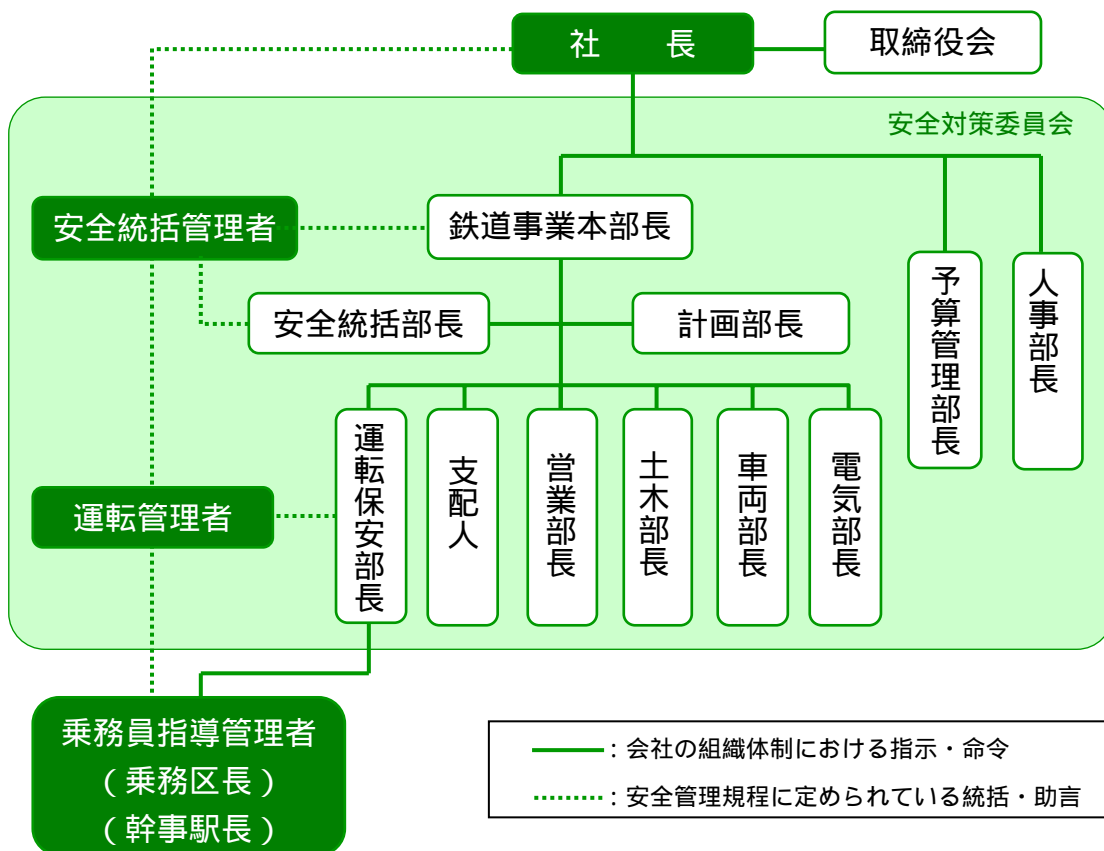 社　　長
取締役会
安全対策委員会
安全統括管理者
鉄道事業本部長
予算管理部長
人事部長
安全統括部長
計画部長
運転保安部長
支配人
営業部長
土木部長
車両部長
電気部長
運転管理者
乗務員指導管理者
（乗務区長）
（幹事駅長）
：会社の組織体制における指示・命令
：安全管理規程に定められている統括・助言